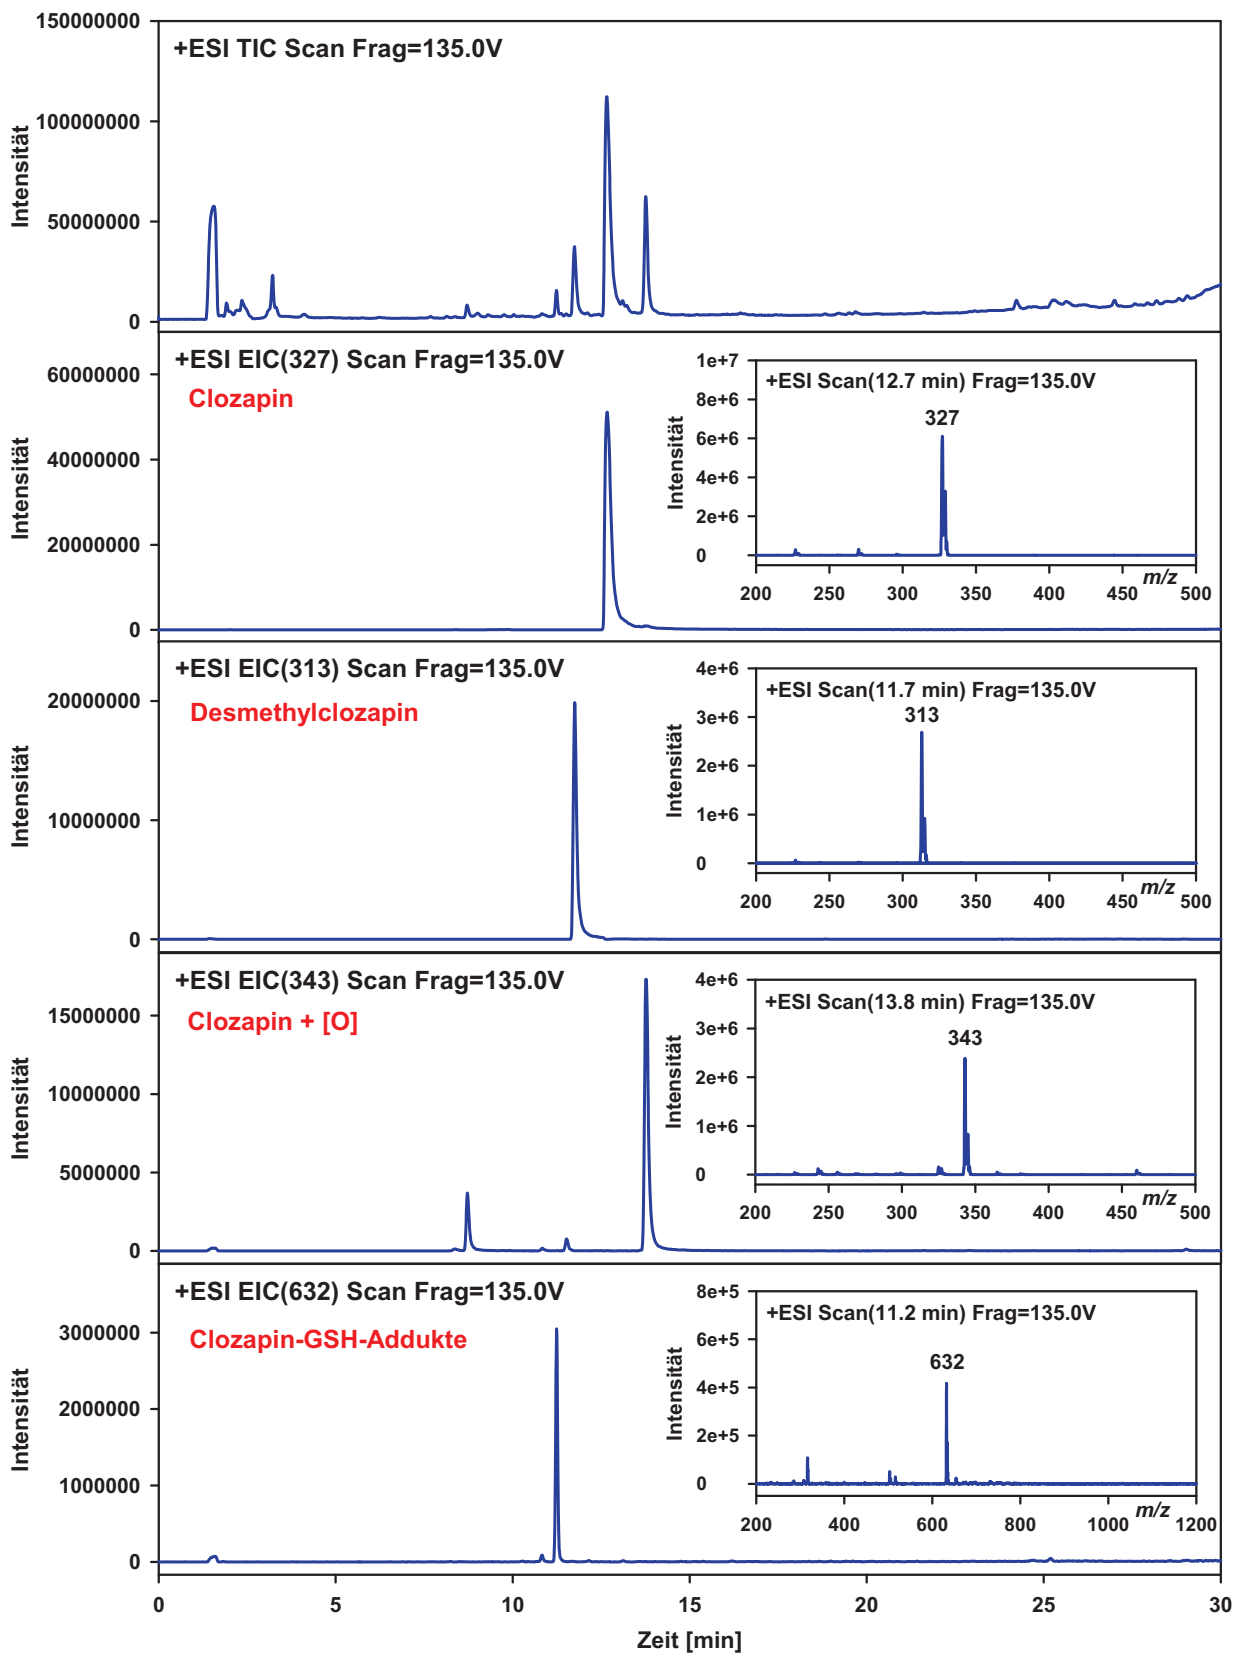 150000000
+ESI TIC Scan Frag=135.0V
100000000
50000000
0
Intensität
+ESI EIC(327) Scan Frag=135.0V
Clozapin
60000000
40000000
20000000
0
Intensität
1e+7
+ESI Scan(12.7 min) Frag=135.0V
8e+6
327
6e+6
4e+6
2e+6
0
Intensität
m/z
200 250 300 350 400 450 500
+ESI EIC(313) Scan Frag=135.0V
Desmethylclozapin
20000000
10000000
0
Intensität
4e+6
+ESI Scan(11.7 min) Frag=135.0V
3e+6
313
2e+6
1e+6
0
Intensität
m/z
200 250 300 350 400 450 500
+ESI EIC(343) Scan Frag=135.0V
Clozapin + [O]
15000000
10000000
5000000
0
Intensität
4e+6
+ESI Scan(13.8 min) Frag=135.0V
3e+6
343
2e+6
1e+6
0
Intensität
m/z
200 250 300 350 400 450 500
+ESI EIC(632) Scan Frag=135.0V
Clozapin-GSH-Addukte
3000000
2000000
1000000
0
Intensität
8e+5
+ESI Scan(11.2 min) Frag=135.0V
6e+5
632
4e+5
2e+5
0
Intensität
m/z
200 400 600 800 1000 1200
0 5 10 15 20 25 30
Zeit [min]